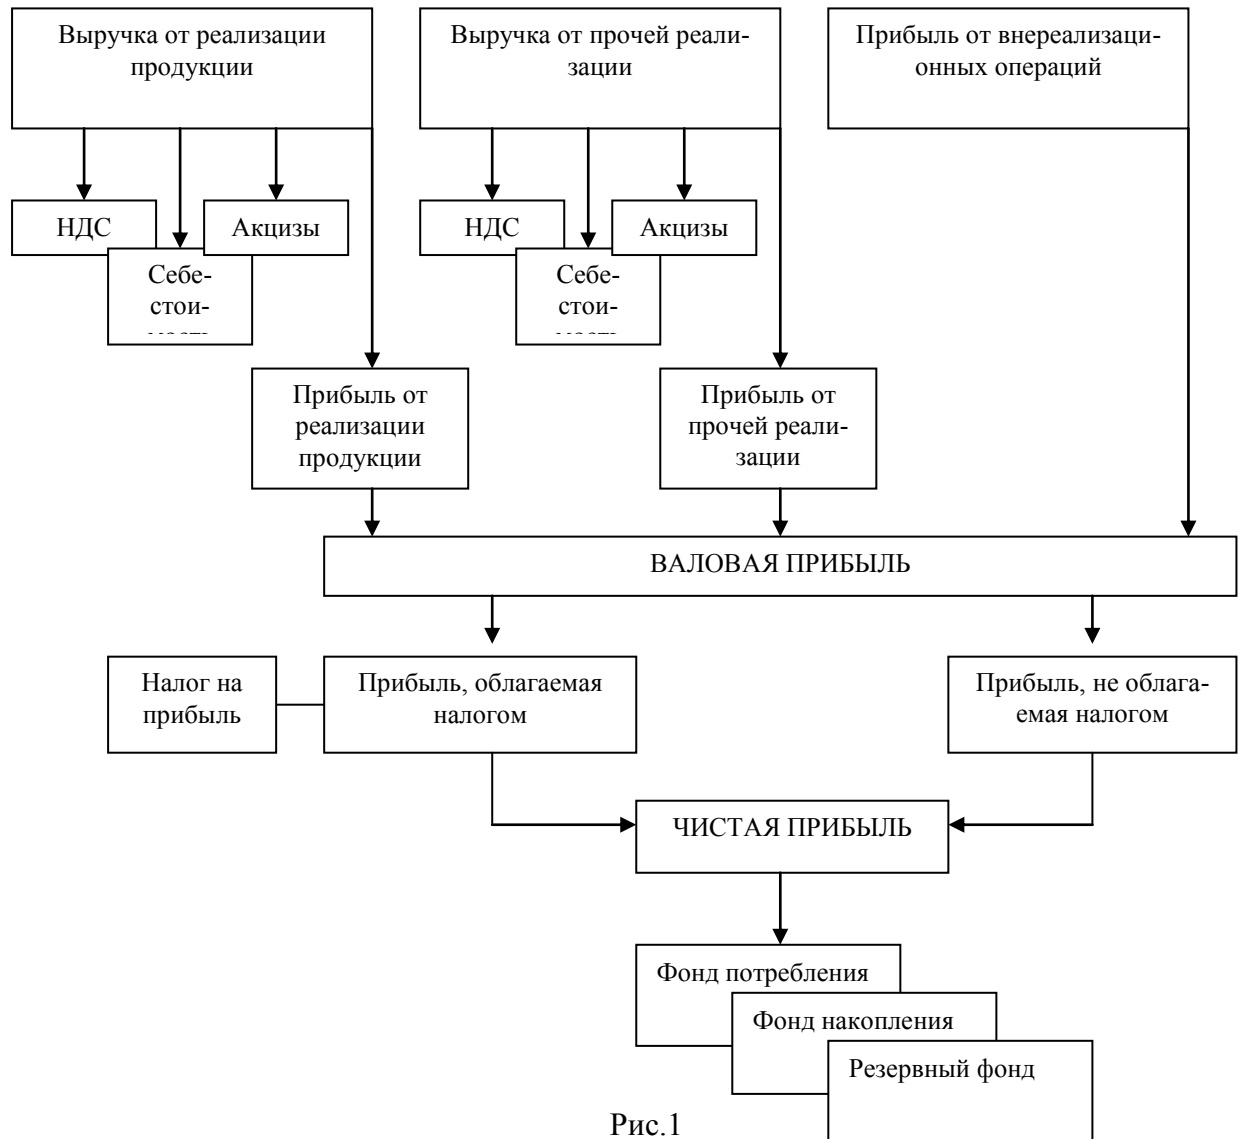 Выручка от реализации
продукции
Выручка от прочей реали-
зации
Прибыль от внереализаци-
онных операций
НДС
Акцизы
Себе-
стои-
мость
НДС
Акцизы
Себе-
стои-
мость
Прибыль от
реализации
продукции
Прибыль от
прочей реали-
зации
ВАЛОВАЯ ПРИБЫЛЬ
Налог на
прибыль
Прибыль, облагаемая
налогом
Прибыль, не облага-
емая налогом
ЧИСТАЯ ПРИБЫЛЬ
Фонд потребления
Фонд накопления
Резервный фонд
Рис.1